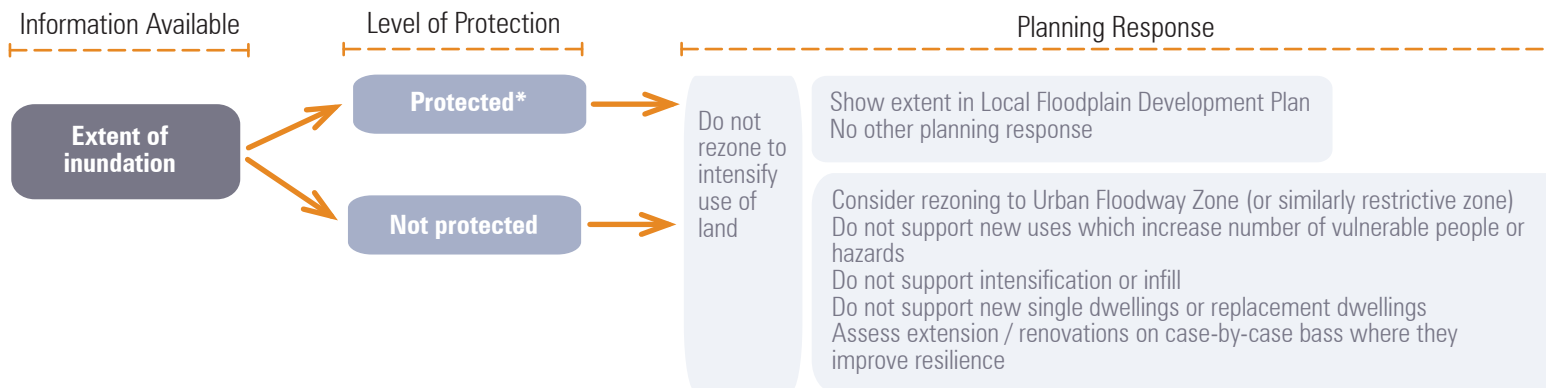 Information Available
Level of Protection
Planning Response
Extent of
inundation
Protected*
Not protected
Do not
rezone to
intensify
use of
land
Show extent in Local Floodplain Development Plan
No other planning response
Consider rezoning to Urban Floodway Zone (or similarly restrictive zone)
Do not support new uses which increase number of vulnerable people or
hazards
Do not support intensification or infill
Do not support new single dwellings or replacement dwellings
Assess extension / renovations on case-by-case bass where they
improve resilience